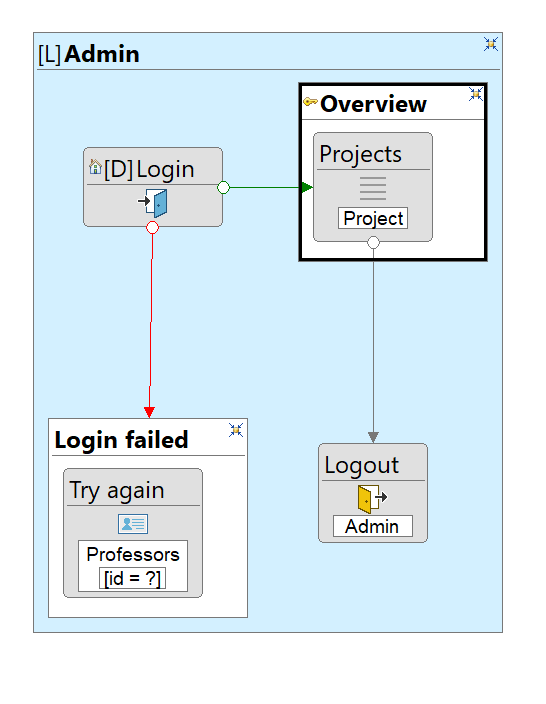 [L] Admin
Overview
Projects
Project
[D] Login
Login failed
Try again
Professors
[id = ?]
Logout
Admin